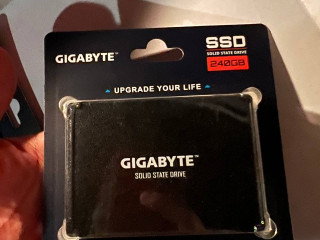 GIGABYTE™
SSD
SOLID STATE DRIVE
240GB
UPGRADE YOUR LIFE
GIGABYTE™
SOLID STATE DRIVE